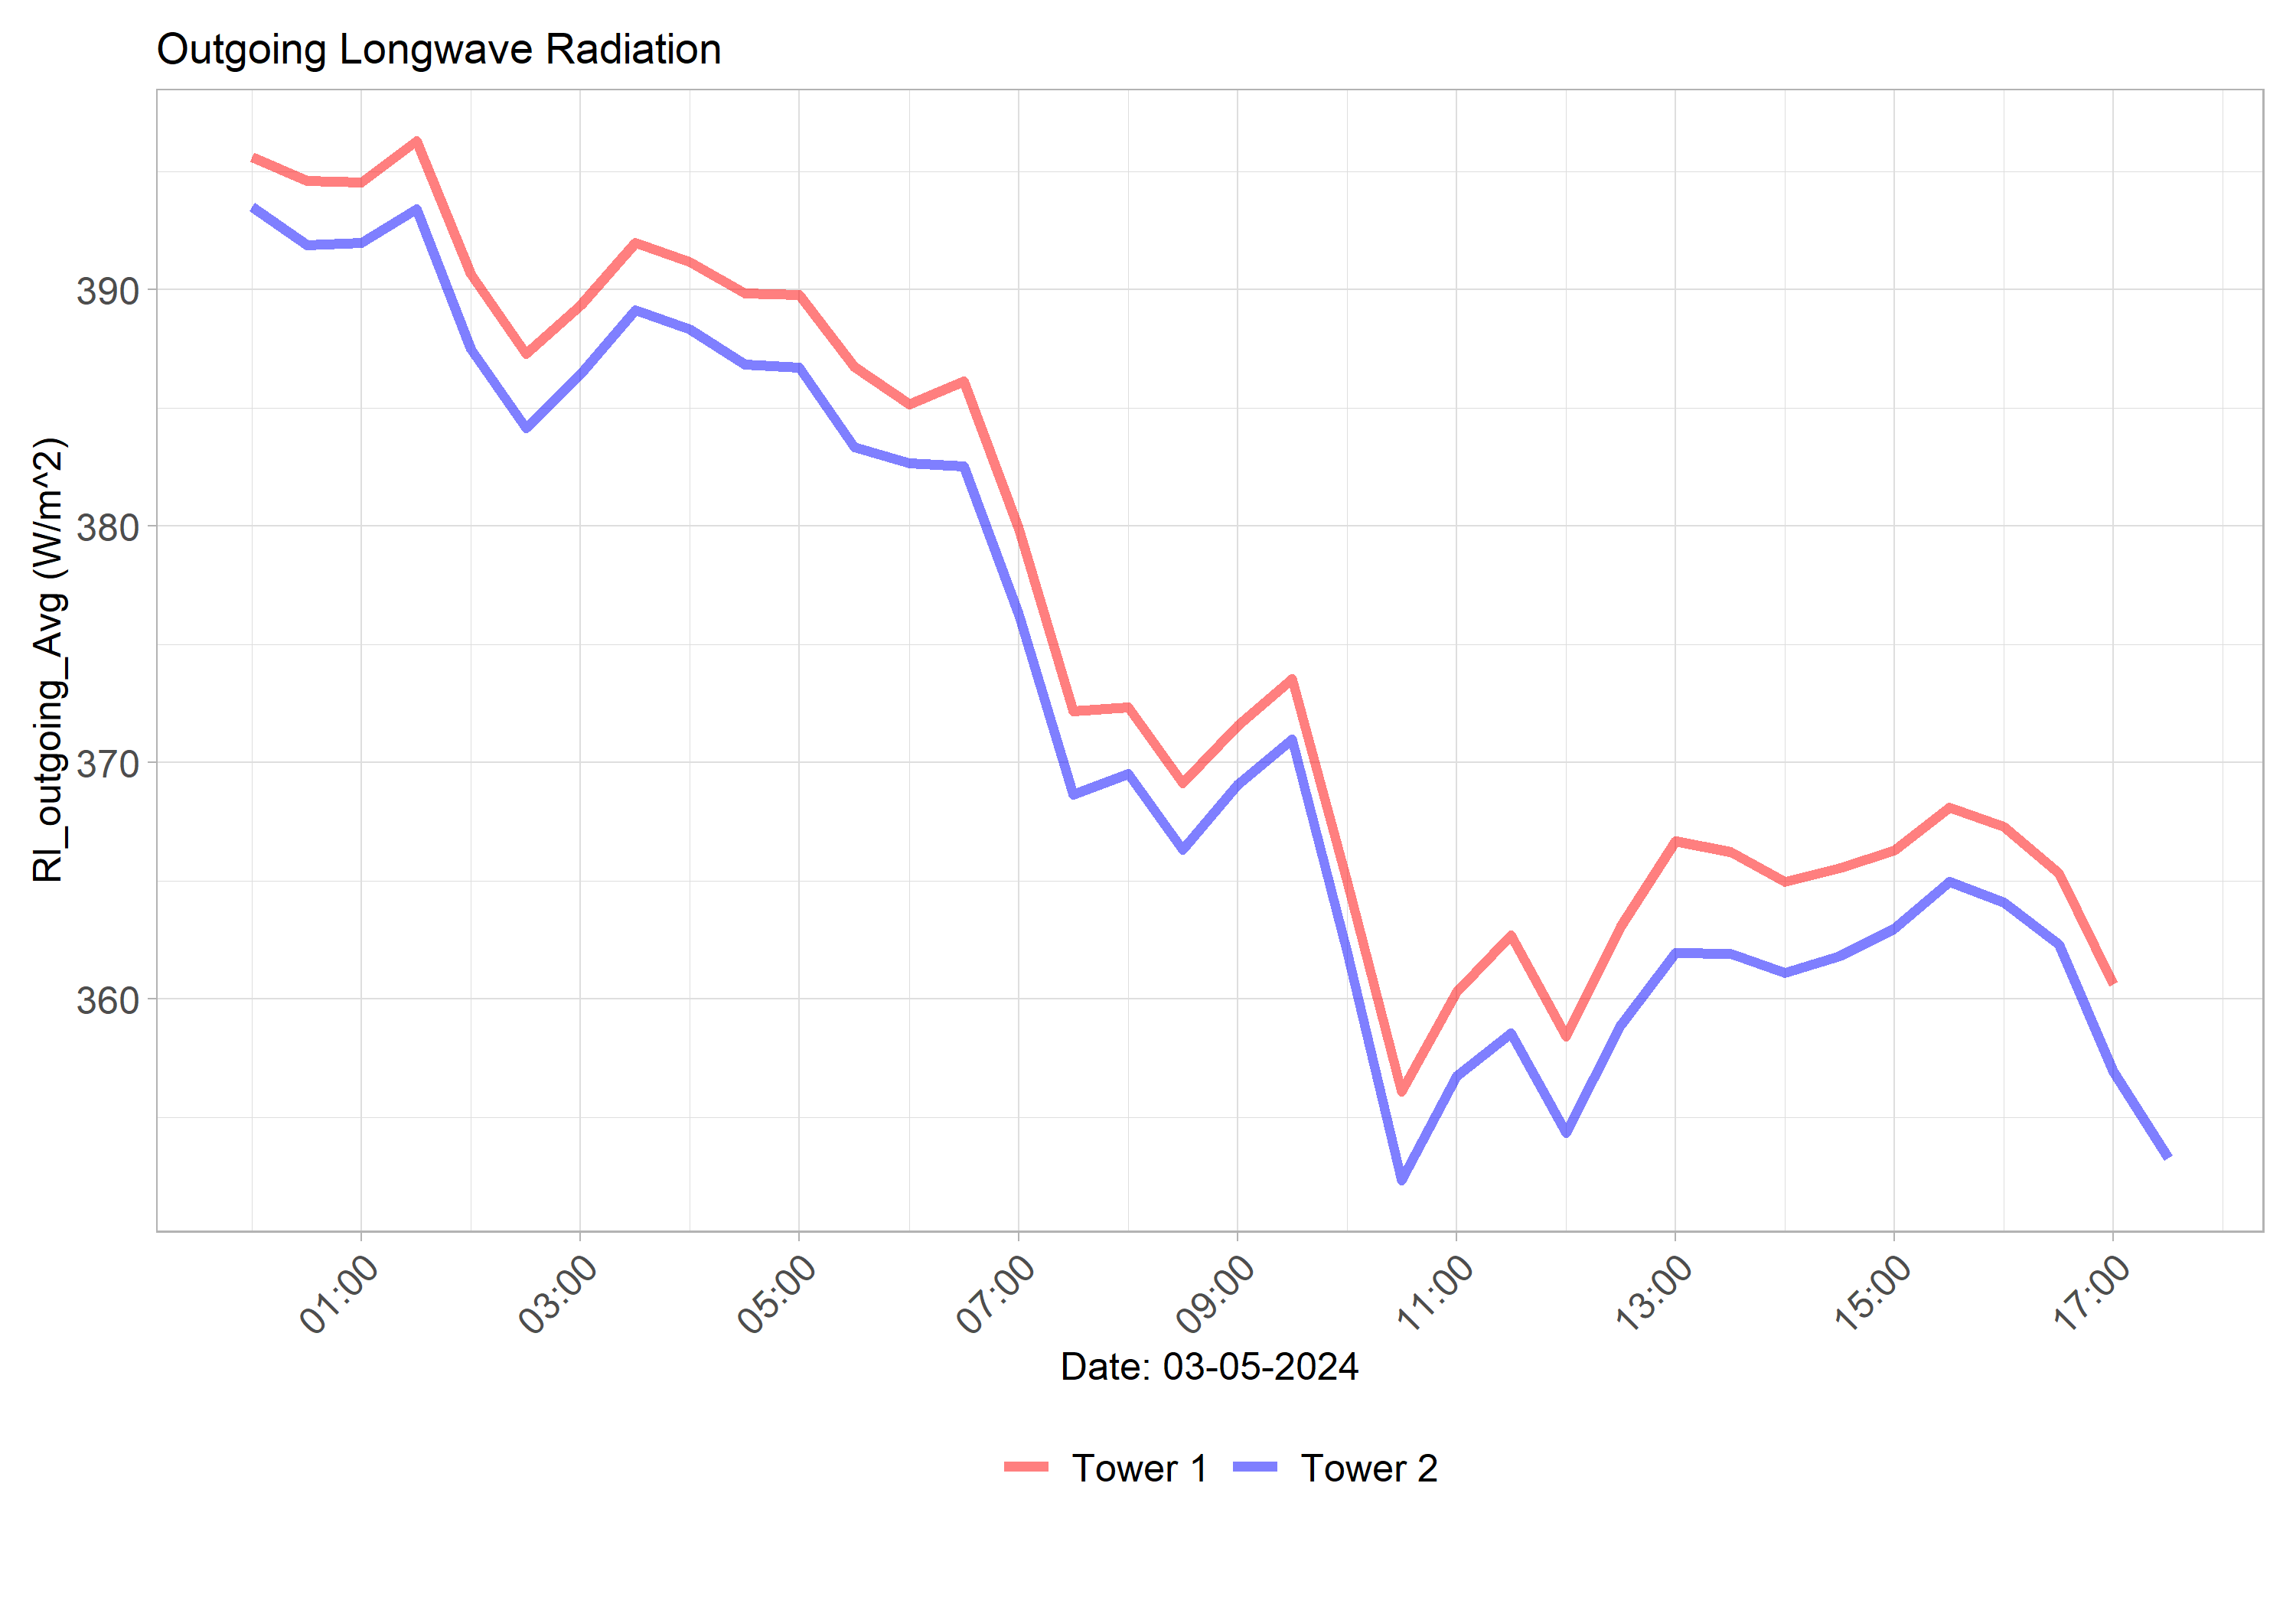 Outgoing Longwave Radiation
Rl_outgoing_Avg (W/m^2)
390
380
370
360
01:00
03:00
05:00
07:00
09:00
11:00
13:00
15:00
17:00
Date: 03-05-2024
Tower 1
Tower 2